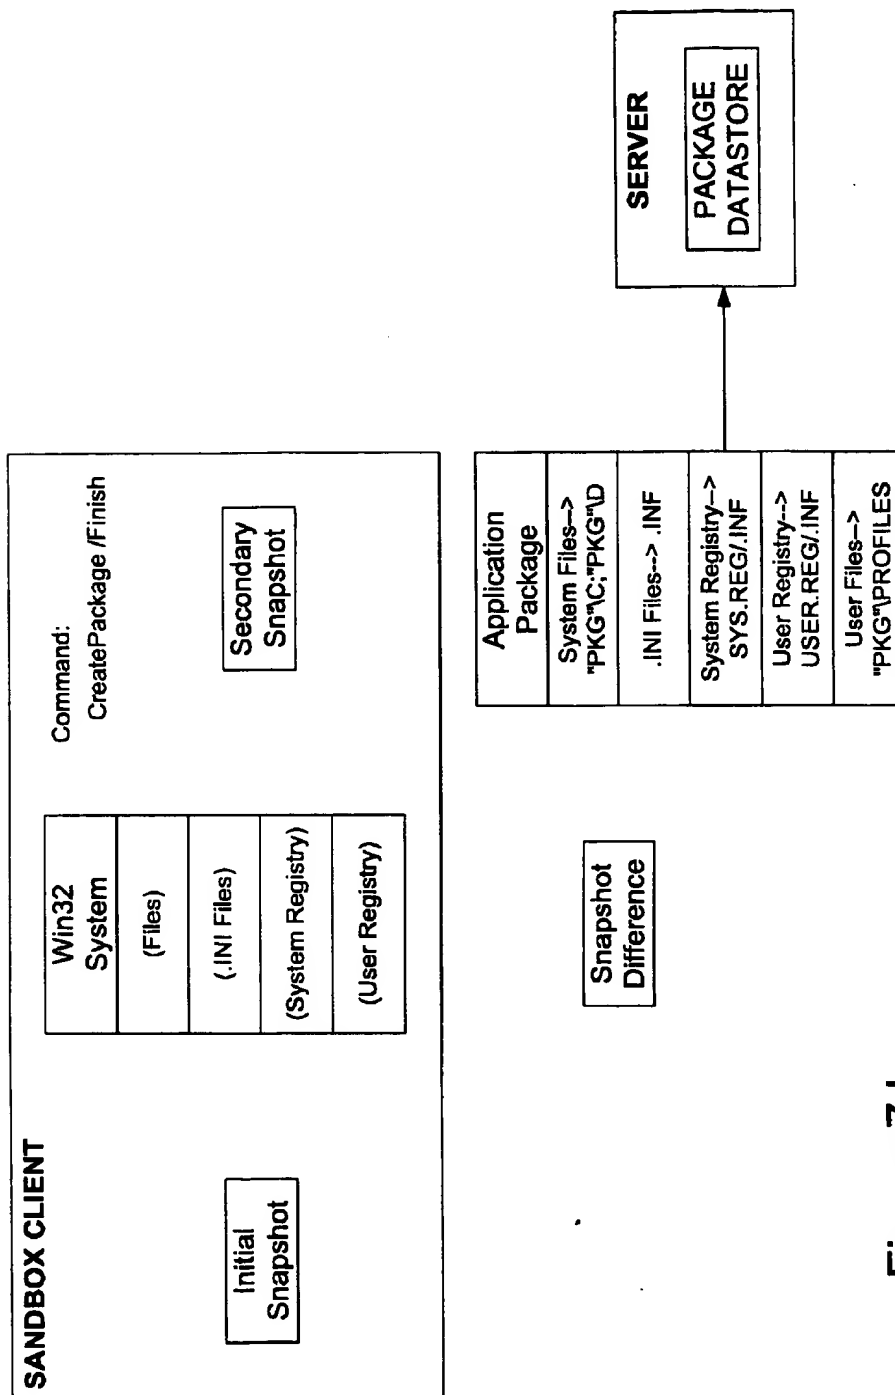 SANDBOX CLIENT
Initial
Snapshot
Win32
System
(Files)
(.INI Files)
(System Registry)
(User Registry)
Command:
CreatePackage /Finish
Secondary
Snapshot
Snapshot
Difference
Application
Package
System Files-->
"PKG"\C:"PKG"\D
.INI Files--> .INF
System Registry-->
SYS.REG/.INF
User Registry-->
USER.REG/.INF
User Files-->
"PKG"\PROFILES
SERVER
PACKAGE
DATASTORE